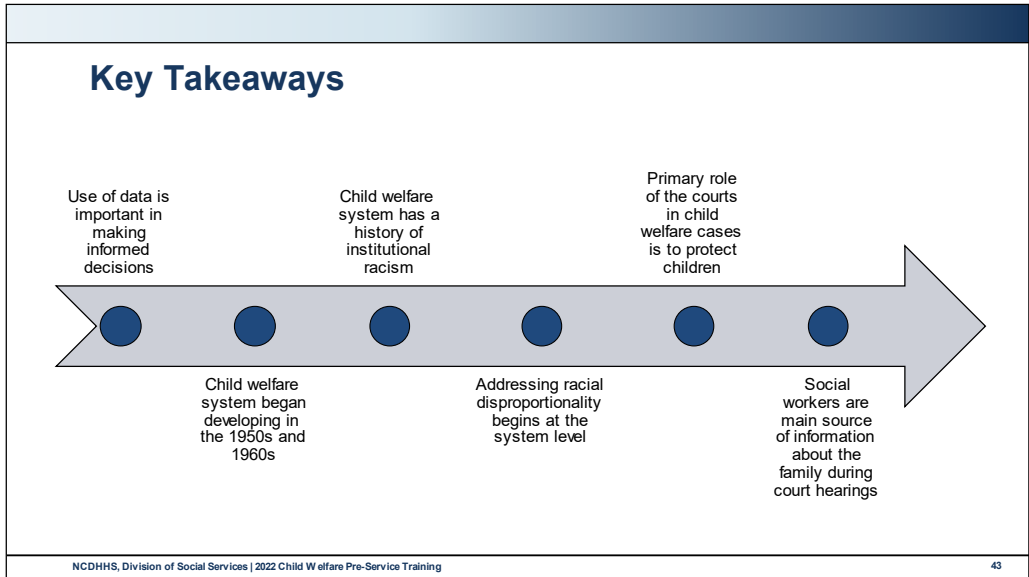 Key Takeaways
Use of data is
important in
making
informed
decisions
Child welfare
system began
developing in
the 1950s and
1960s
Child welfare
system has a
history of
institutional
racism
Addressing racial
disproportionality
begins at the
system level
Primary role
of the courts
in child
welfare cases
is to protect
children
Social
workers are
main source
of information
about the
family during
court hearings
NCDHHS, Division of Social Services | 2022 Child Welfare Pre-Service Training
43